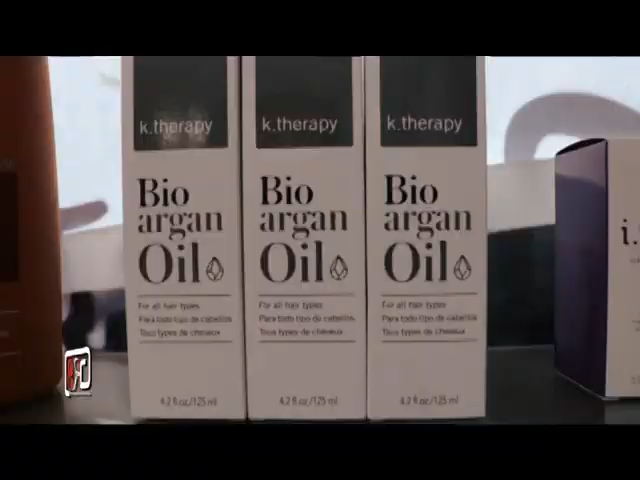 k.therapy
Bio
argan
Oil
For all hair types
Para todo tipo de cabellos
Tous types de cheveux
4.2 fl.oz/125 ml
k.therapy
Bio
argan
Oil
For all hair types
Para todo tipo de cabellos
Tous types de cheveux
4.2 fl.oz/125 ml
k.therapy
Bio
argan
Oil
For all hair types
Para todo tipo de cabellos
Tous types de cheveux
4.2 fl.oz/125 ml
i.